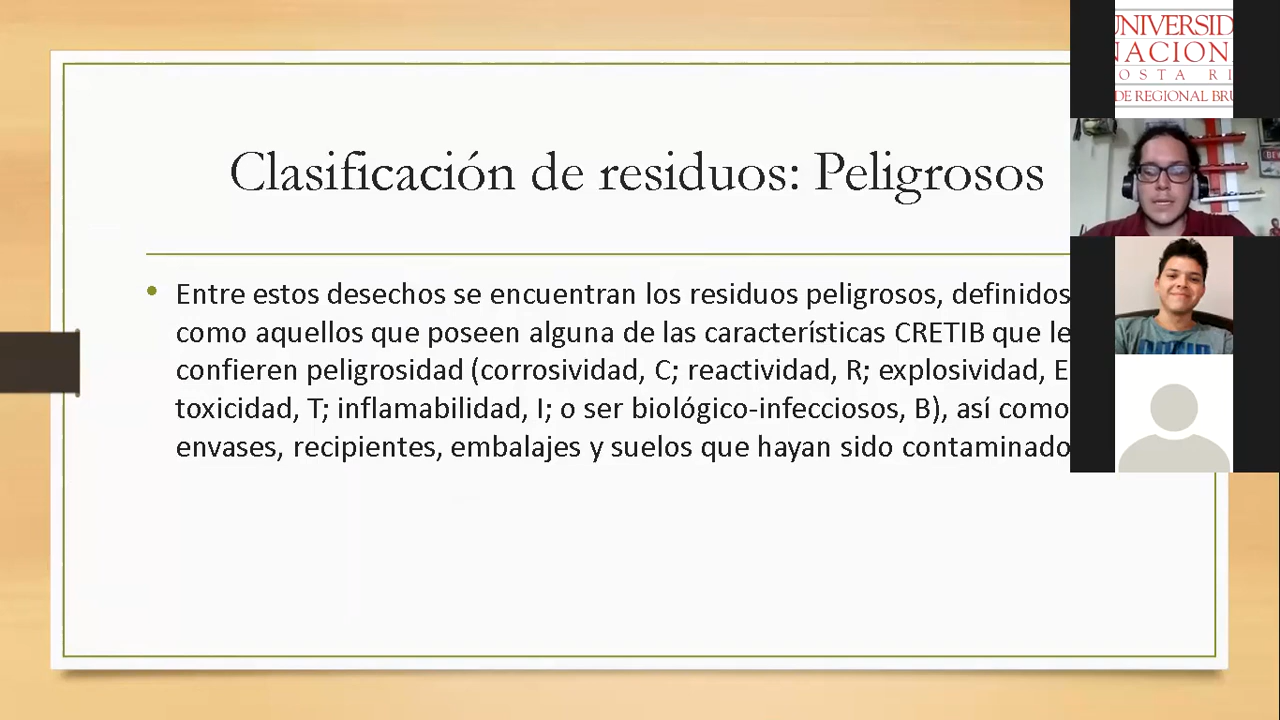 Clasificación de residuos: Peligrosos
• Entre estos desechos se encuentran los residuos peligrosos, definidos
como aquellos que poseen alguna de las características CRETIB que le
confieren peligrosidad (corrosividad, C; reactividad, R; explosividad, E
toxicidad, T; inflamabilidad, I; o ser biológico-infecciosos, B), así como
envases, recipientes, embalajes y suelos que hayan sido contaminado
UNIVERSID
NACION
OSTA RI
DE REGIONAL BRU